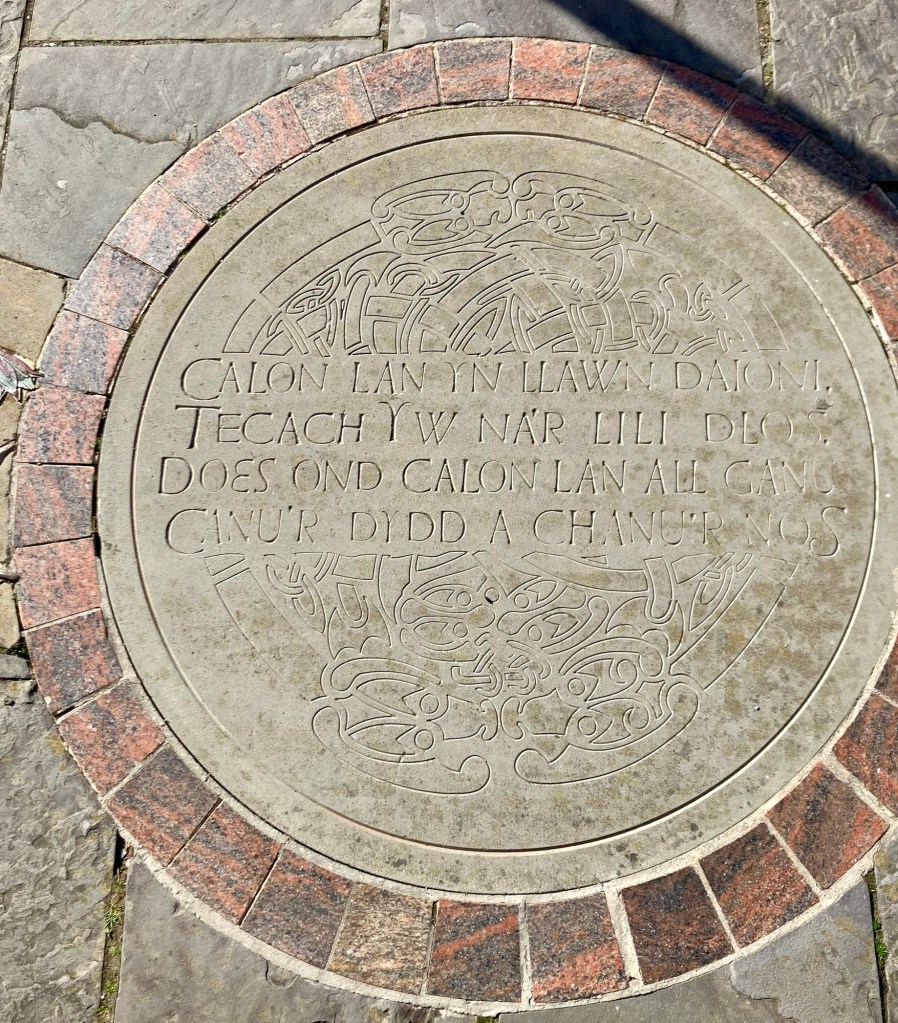 CALON LAN YN LLAWN DAIONI,
TECACH YW NA'R LILI DLOS,
DOES OND CALON LAN ALL GANU
CANU'R DYDD A CHANU'R NOS